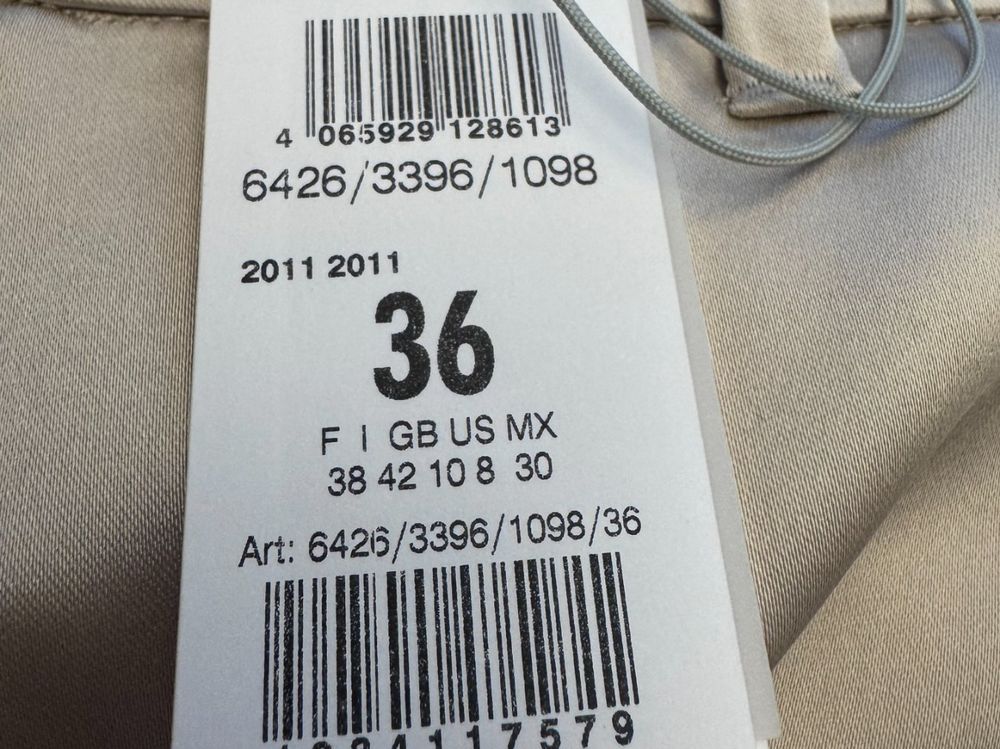 4 065929 128613
6426/3396/1098
2011 2011
36
F I GB US MX
38 42 10 8 30
Art: 6426/3396/1098/36